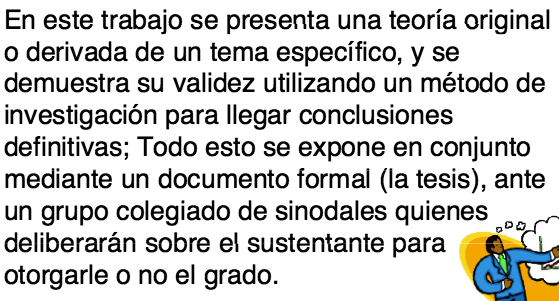 En este trabajo se presenta una teoría original
o derivada de un tema específico, y se
demuestra su validez utilizando un método de
investigación para llegar conclusiones
definitivas; Todo esto se expone en conjunto
mediante un documento formal (la tesis), ante
un grupo colegiado de sinodales quienes
deliberarán sobre el sustentante para
otorgarle o no el grado.